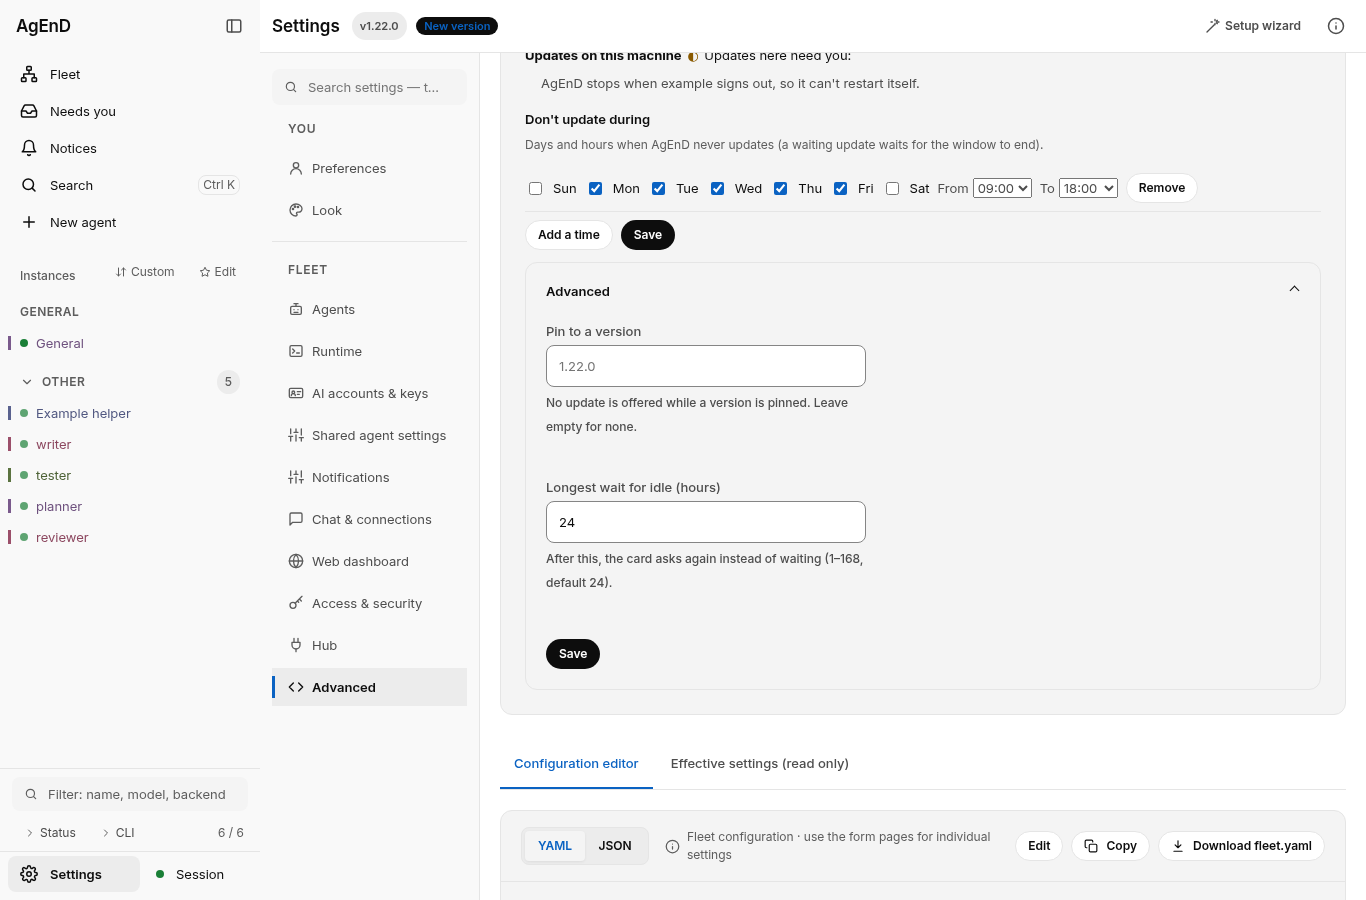 AgEnD
Settings
v1.22.0
New version
Setup wizard
Fleet
Needs you
Notices
Search
Ctrl K
New agent
Instances
Custom
Edit
GENERAL
General
OTHER
5
Example helper
writer
tester
planner
reviewer
Filter: name, model, backend
Status
CLI
6 / 6
Settings
Session
Search settings — t...
YOU
Preferences
Look
FLEET
Agents
Runtime
AI accounts & keys
Shared agent settings
Notifications
Chat & connections
Web dashboard
Access & security
Hub
Advanced
Updates on this machine Updates here need you:
AgEnD stops when example signs out, so it can't restart itself.
Don't update during
Days and hours when AgEnD never updates (a waiting update waits for the window to end).
Sun Mon Tue Wed Thu Fri Sat From 09:00 To 18:00 Remove
Add a time
Save
Advanced
Pin to a version
1.22.0
No update is offered while a version is pinned. Leave
empty for none.
Longest wait for idle (hours)
24
After this, the card asks again instead of waiting (1–168,
default 24).
Save
Configuration editor
Effective settings (read only)
YAML
JSON
Fleet configuration · use the form pages for individual
settings
Edit
Copy
Download fleet.yaml